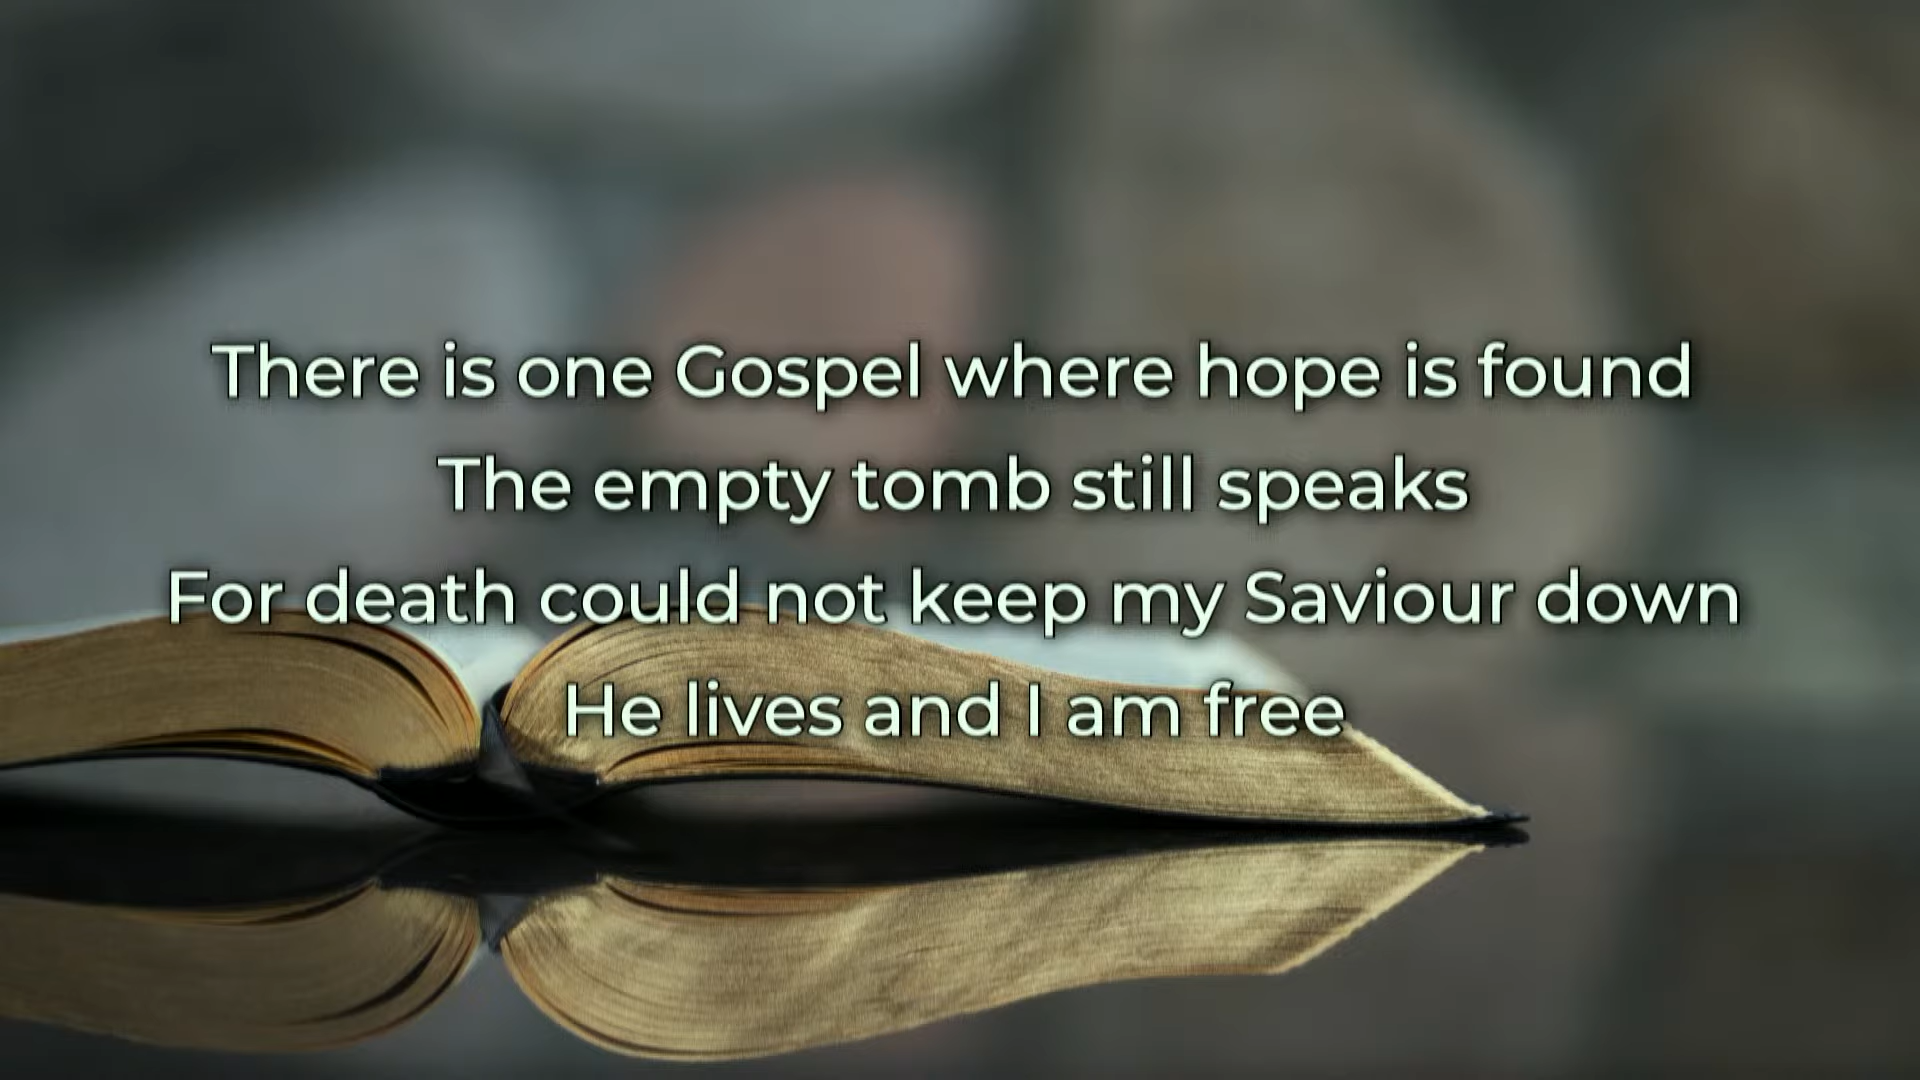 There is one Gospel where hope is found
The empty tomb still speaks
For death could not keep my Saviour down
He lives and I am free